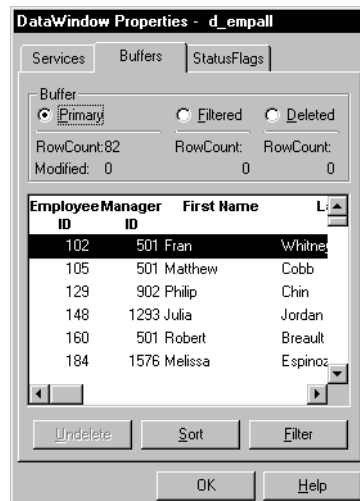 DataWindow Properties - d_empall
Services Buffers StatusFlags
Buffer
Primary Filtered Deleted
RowCount:82 RowCount: RowCount:
Modified: 0 0 0
Employee ID Manager ID First Name La
102 501 Fran Whitney
105 501 Matthew Cobb
129 902 Philip Chin
148 1293 Julia Jordan
160 501 Robert Breault
184 1576 Melissa Espinoz
Undelete Sort Filter
OK Help